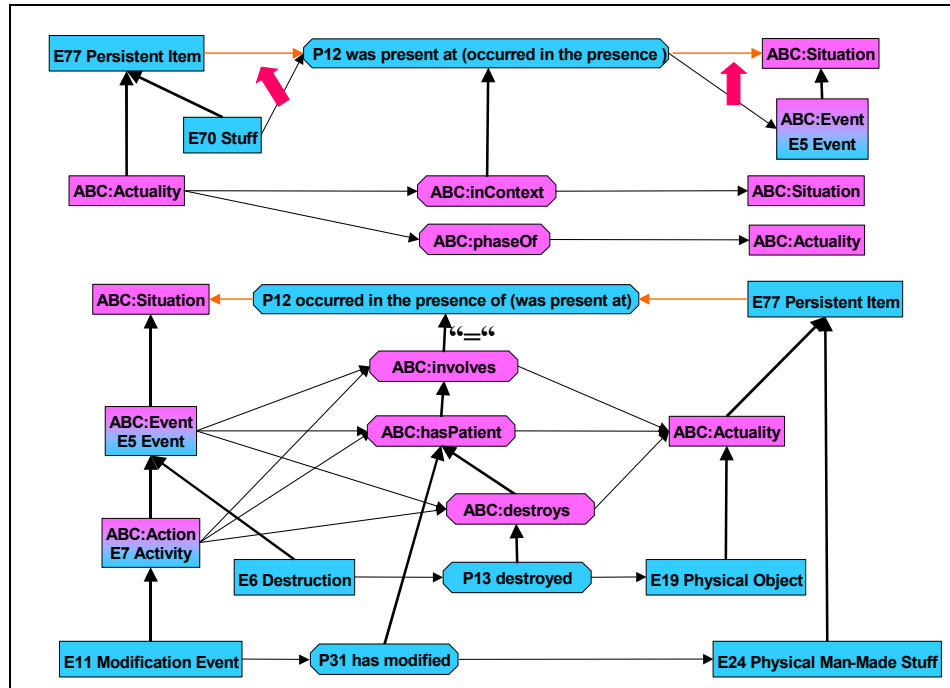 E77 Persistent Item
P12 was present at (occurred in the presence )
ABC:Situation
E70 Stuff
ABC:Event
E5 Event
ABC:Actuality
ABC:inContext
ABC:Situation
ABC:phaseOf
ABC:Actuality
ABC:Situation
P12 occurred in the presence of (was present at)
E77 Persistent Item
“=“
ABC:involves
ABC:Event
E5 Event
ABC:hasPatient
ABC:Actuality
ABC:destroys
ABC:Action
E7 Activity
E6 Destruction
P13 destroyed
E19 Physical Object
E11 Modification Event
P31 has modified
E24 Physical Man-Made Stuff